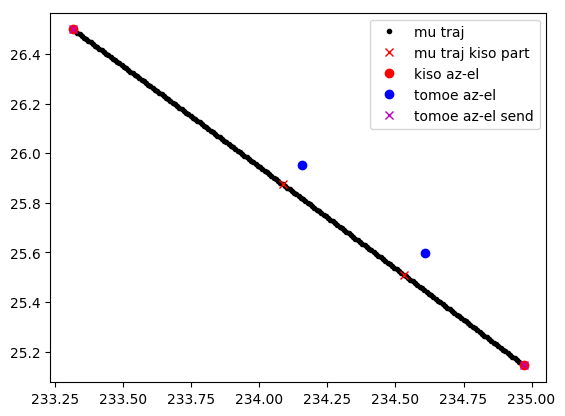 26.4
26.2
26.0
25.8
25.6
25.4
25.2
233.25 233.50 233.75 234.00 234.25 234.50 234.75 235.00
mu traj
mu traj kiso part
kiso az-el
tomoe az-el
tomoe az-el send